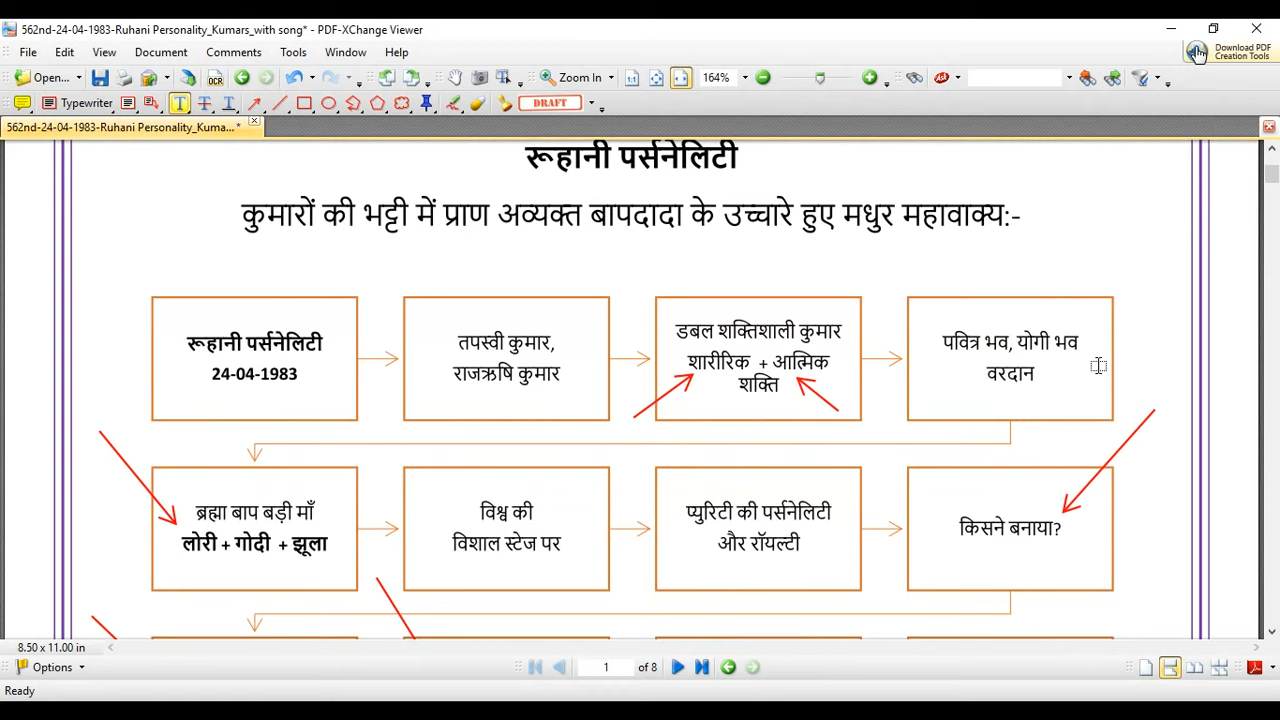 562nd-24-04-1983-Ruhani Personality_Kumars_with song* - PDF-XChange Viewer
File Edit View Document Comments Tools Window Help
Download PDF
Creation Tools
Open... OCR Zoom In 164%
Typewriter DRAFT
562nd-24-04-1983-Ruhani Personality_Kuma... *
रूहानी पर्सनेलिटी
कुमारों की भट्टी में प्राण अव्यक्त बापदादा के उच्चारे हुए मधुर महावाक्य:-
रूहानी पर्सनेलिटी
24-04-1983
तपस्वी कुमार,
राजऋषि कुमार
डबल शक्तिशाली कुमार
शारीरिक + आत्मिक
शक्ति
पवित्र भव, योगी भव
वरदान
ब्रह्मा बाप बड़ी माँ
लोरी + गोदी + झूला
विश्व की
विशाल स्टेज पर
प्युरिटी की पर्सनेलिटी
और रॉयल्टी
किसने बनाया?
8.50 x 11.00 in
Options 1 of 8
Ready